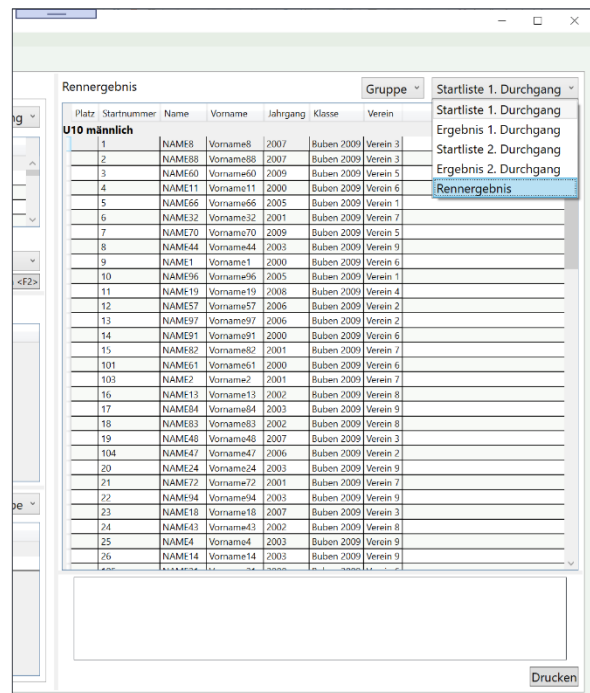 Rennergebnis
Gruppe
Startliste 1. Durchgang
Startliste 1. Durchgang
Ergebnis 1. Durchgang
Startliste 2. Durchgang
Ergebnis 2. Durchgang
Rennergebnis
ng
<F2>
pe
Platz Startnummer Name Vorname Jahrgang Klasse Verein
U10 männlich
1 NAME8 Vorname8 2007 Buben 2009 Verein 3
2 NAME88 Vorname88 2007 Buben 2009 Verein 3
3 NAME60 Vorname60 2009 Buben 2009 Verein 5
4 NAME11 Vorname11 2000 Buben 2009 Verein 6
5 NAME66 Vorname66 2005 Buben 2009 Verein 1
6 NAME32 Vorname32 2001 Buben 2009 Verein 7
7 NAME70 Vorname70 2009 Buben 2009 Verein 5
8 NAME44 Vorname44 2003 Buben 2009 Verein 9
9 NAME1 Vorname1 2000 Buben 2009 Verein 6
10 NAME96 Vorname96 2005 Buben 2009 Verein 1
11 NAME19 Vorname19 2008 Buben 2009 Verein 4
12 NAME57 Vorname57 2006 Buben 2009 Verein 2
13 NAME97 Vorname97 2006 Buben 2009 Verein 2
14 NAME91 Vorname91 2000 Buben 2009 Verein 6
15 NAME82 Vorname82 2001 Buben 2009 Verein 7
101 NAME61 Vorname61 2000 Buben 2009 Verein 6
103 NAME2 Vorname2 2001 Buben 2009 Verein 7
16 NAME13 Vorname13 2002 Buben 2009 Verein 8
17 NAME84 Vorname84 2003 Buben 2009 Verein 9
18 NAME83 Vorname83 2002 Buben 2009 Verein 8
19 NAME48 Vorname48 2007 Buben 2009 Verein 3
104 NAME47 Vorname47 2006 Buben 2009 Verein 2
20 NAME24 Vorname24 2003 Buben 2009 Verein 9
21 NAME72 Vorname72 2001 Buben 2009 Verein 7
22 NAME94 Vorname94 2003 Buben 2009 Verein 9
23 NAME18 Vorname18 2007 Buben 2009 Verein 3
24 NAME43 Vorname43 2002 Buben 2009 Verein 8
25 NAME4 Vorname4 2003 Buben 2009 Verein 9
26 NAME14 Vorname14 2003 Buben 2009 Verein 9
Drucken